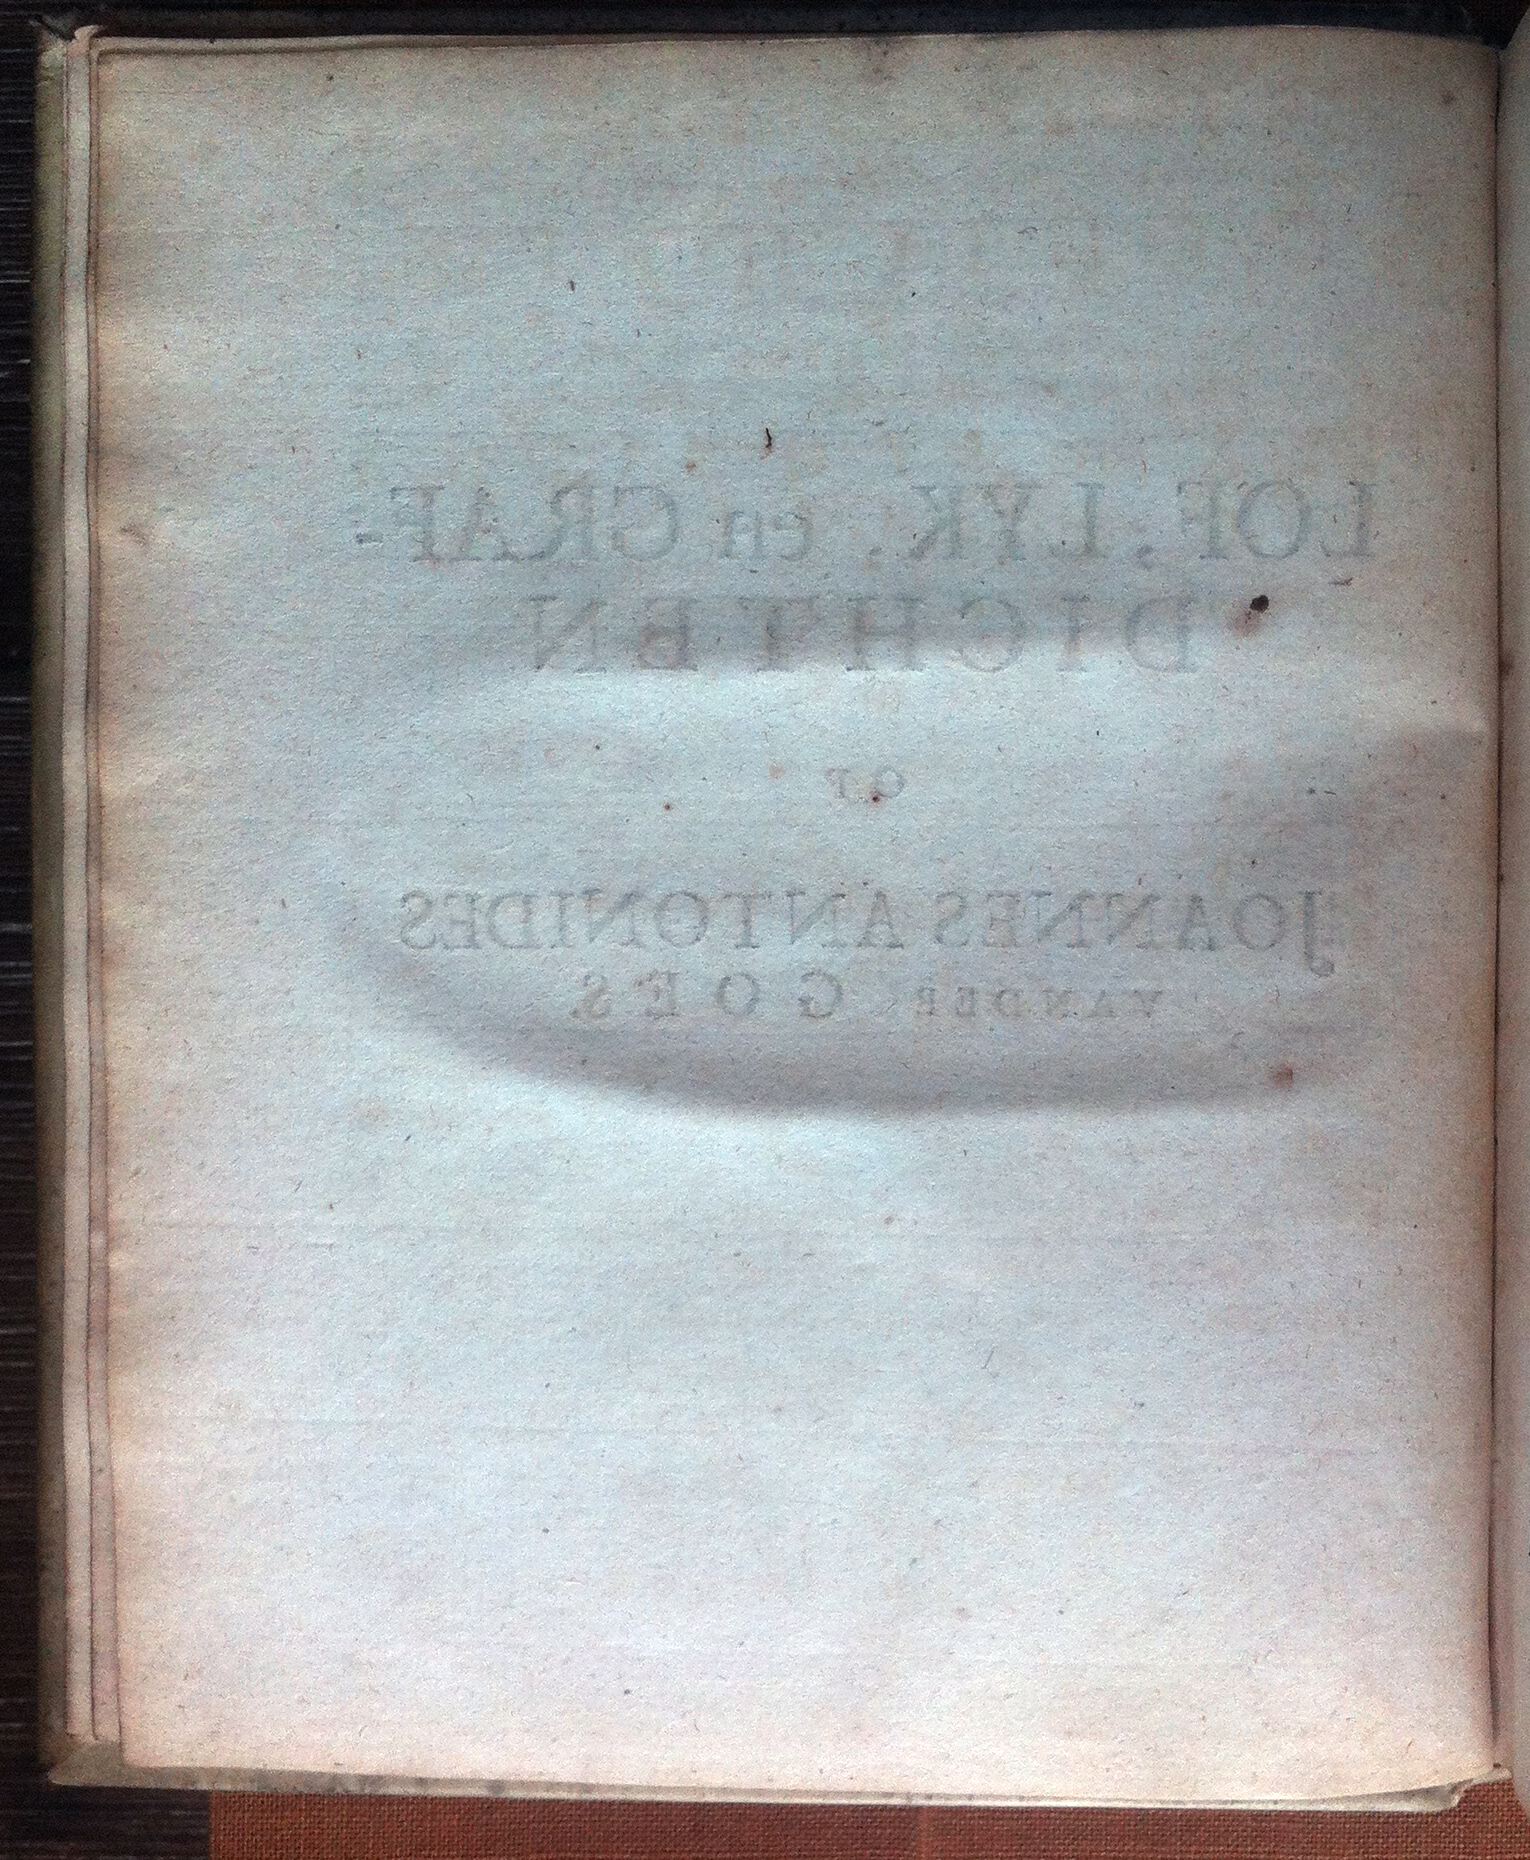 LOF, LYK, en GRAF-
DICHTEN
OP
JOANNES ANTONIDES
VANDER GOES.